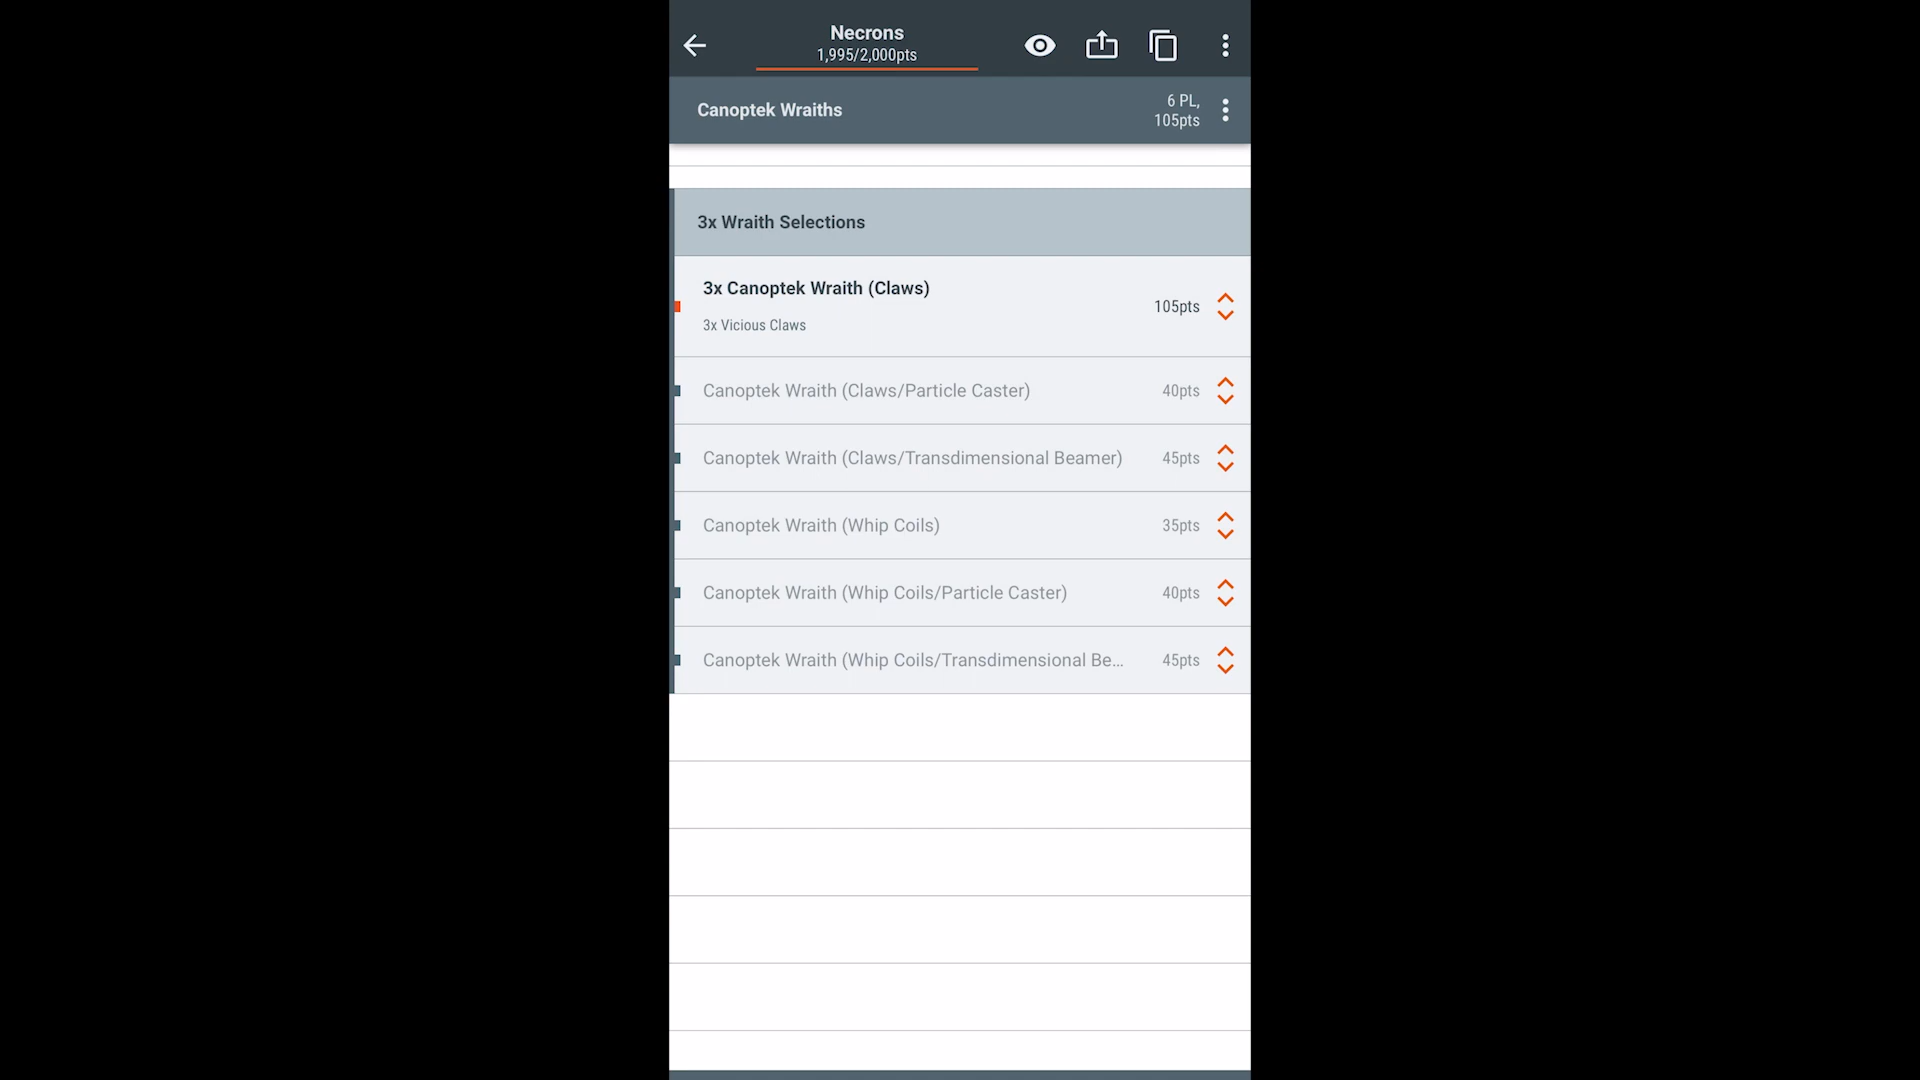 Necrons
1,995/2,000pts
Canoptek Wraiths
6 PL,
105pts
3x Wraith Selections
3x Canoptek Wraith (Claws)
3x Vicious Claws
105pts
Canoptek Wraith (Claws/Particle Caster)
40pts
Canoptek Wraith (Claws/Transdimensional Beamer)
45pts
Canoptek Wraith (Whip Coils)
35pts
Canoptek Wraith (Whip Coils/Particle Caster)
40pts
Canoptek Wraith (Whip Coils/Transdimensional Be...
45pts